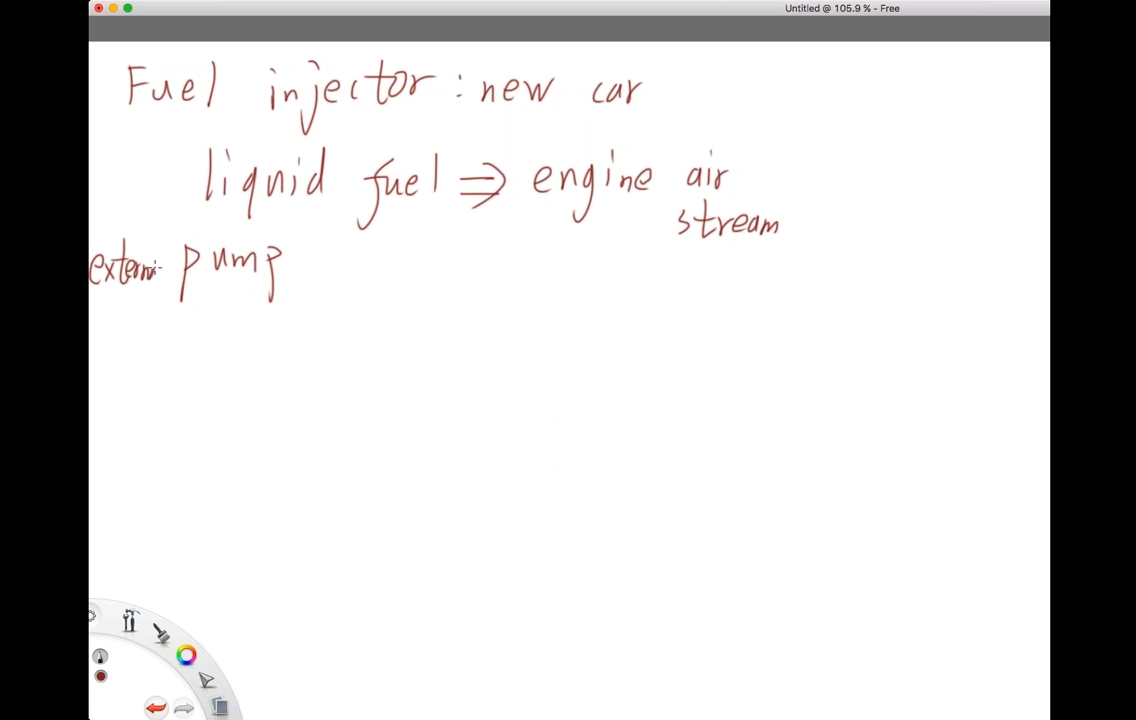 Untitled @ 105.9 % - Free
Fuel injector : new car
liquid fuel ⇒ engine air
stream
extern pump